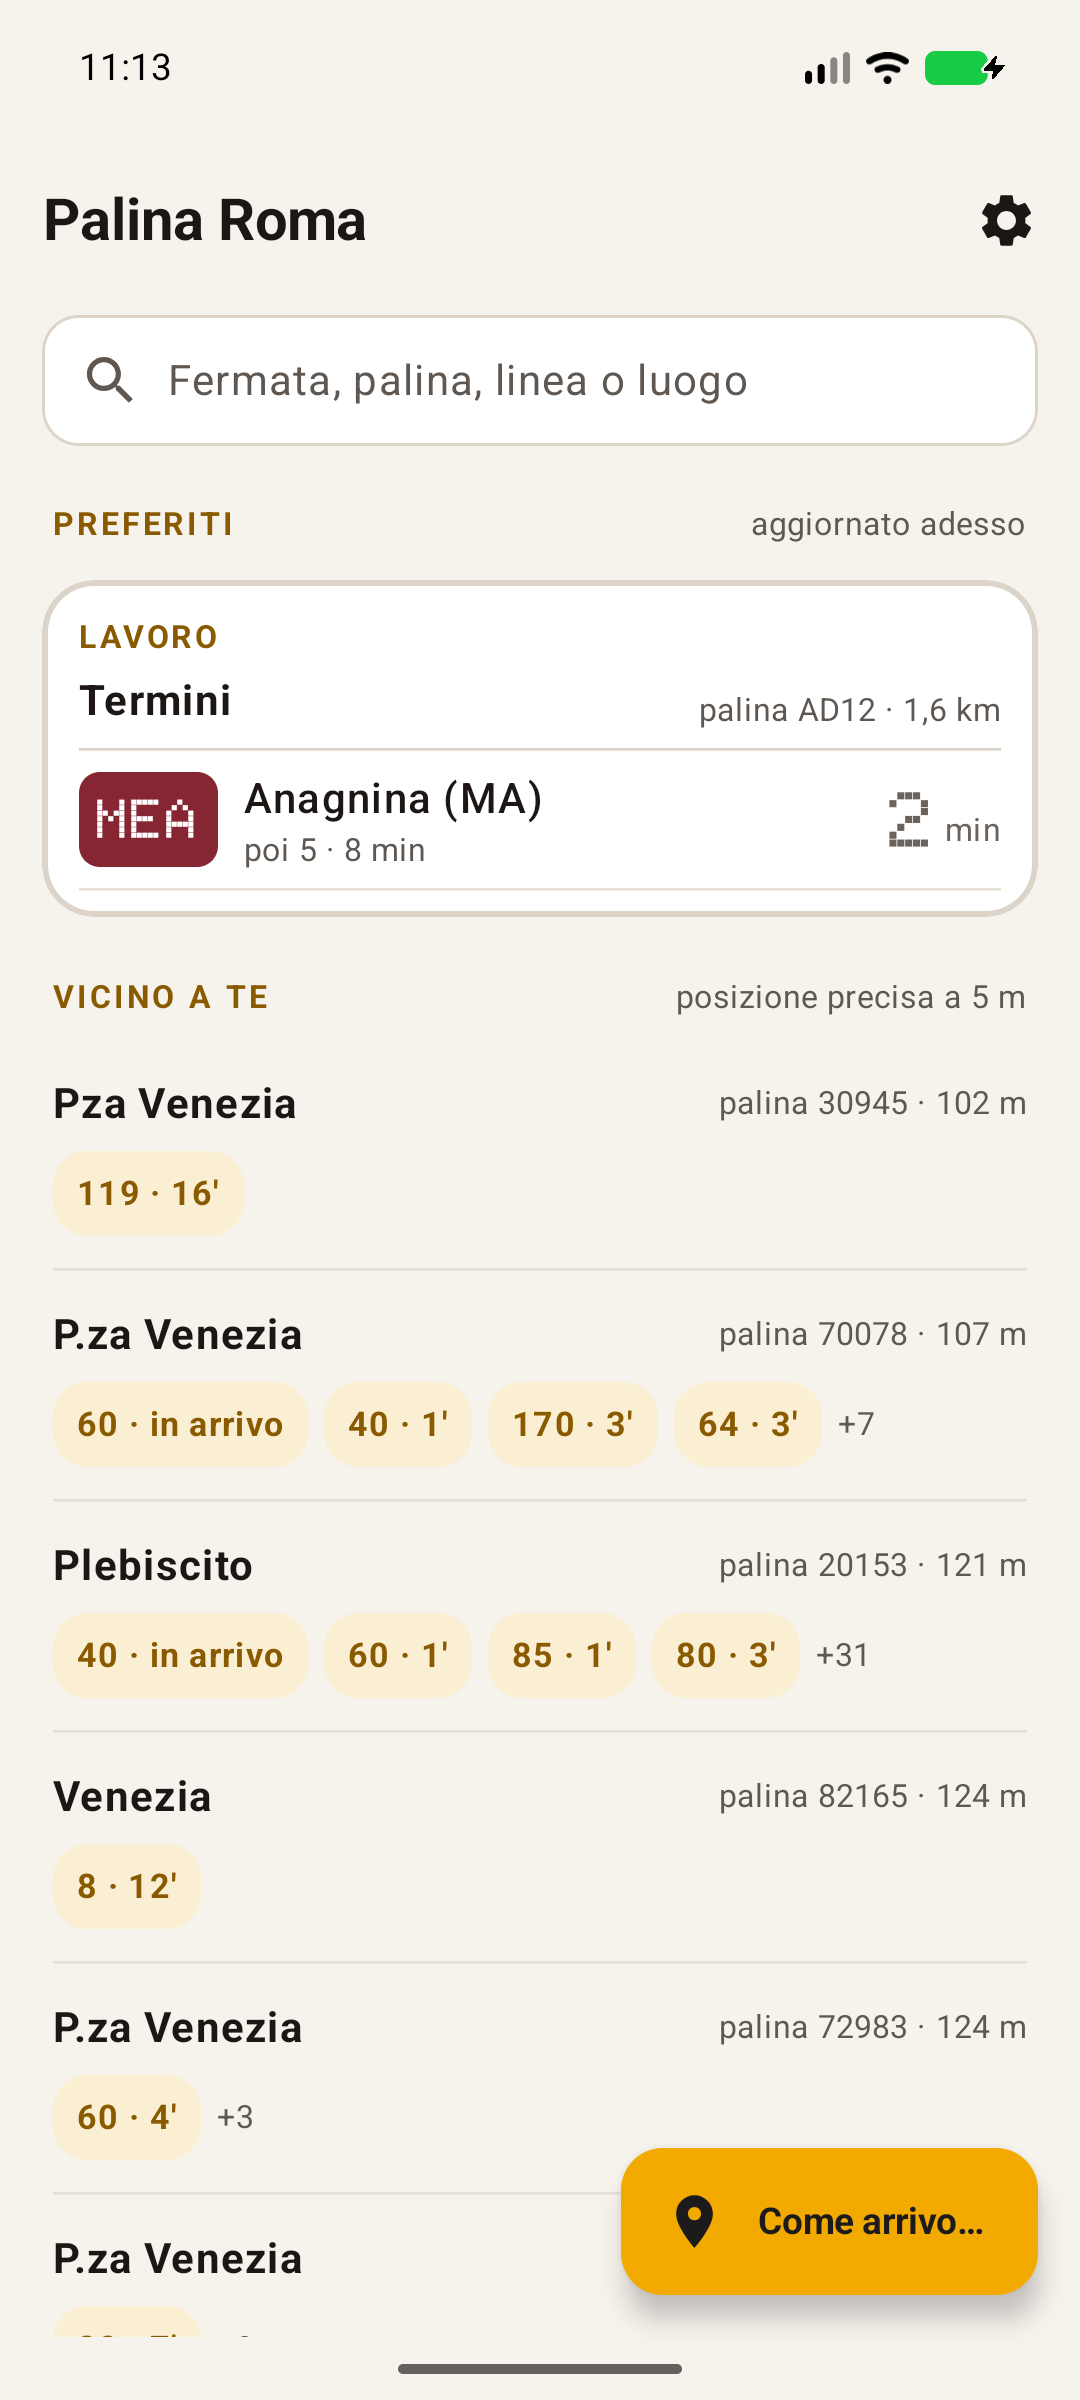 11:13
Palina Roma
Fermata, palina, linea o luogo
PREFERITI aggiornato adesso
LAVORO
Termini palina AD12 · 1,6 km
MEA Anagnina (MA) 2 min
poi 5 · 8 min
VICINO A TE posizione precisa a 5 m
Pza Venezia palina 30945 · 102 m
119 · 16'
P.za Venezia palina 70078 · 107 m
60 · in arrivo 40 · 1' 170 · 3' 64 · 3' +7
Plebiscito palina 20153 · 121 m
40 · in arrivo 60 · 1' 85 · 1' 80 · 3' +31
Venezia palina 82165 · 124 m
8 · 12'
P.za Venezia palina 72983 · 124 m
60 · 4' +3
P.za Venezia
Come arrivo…